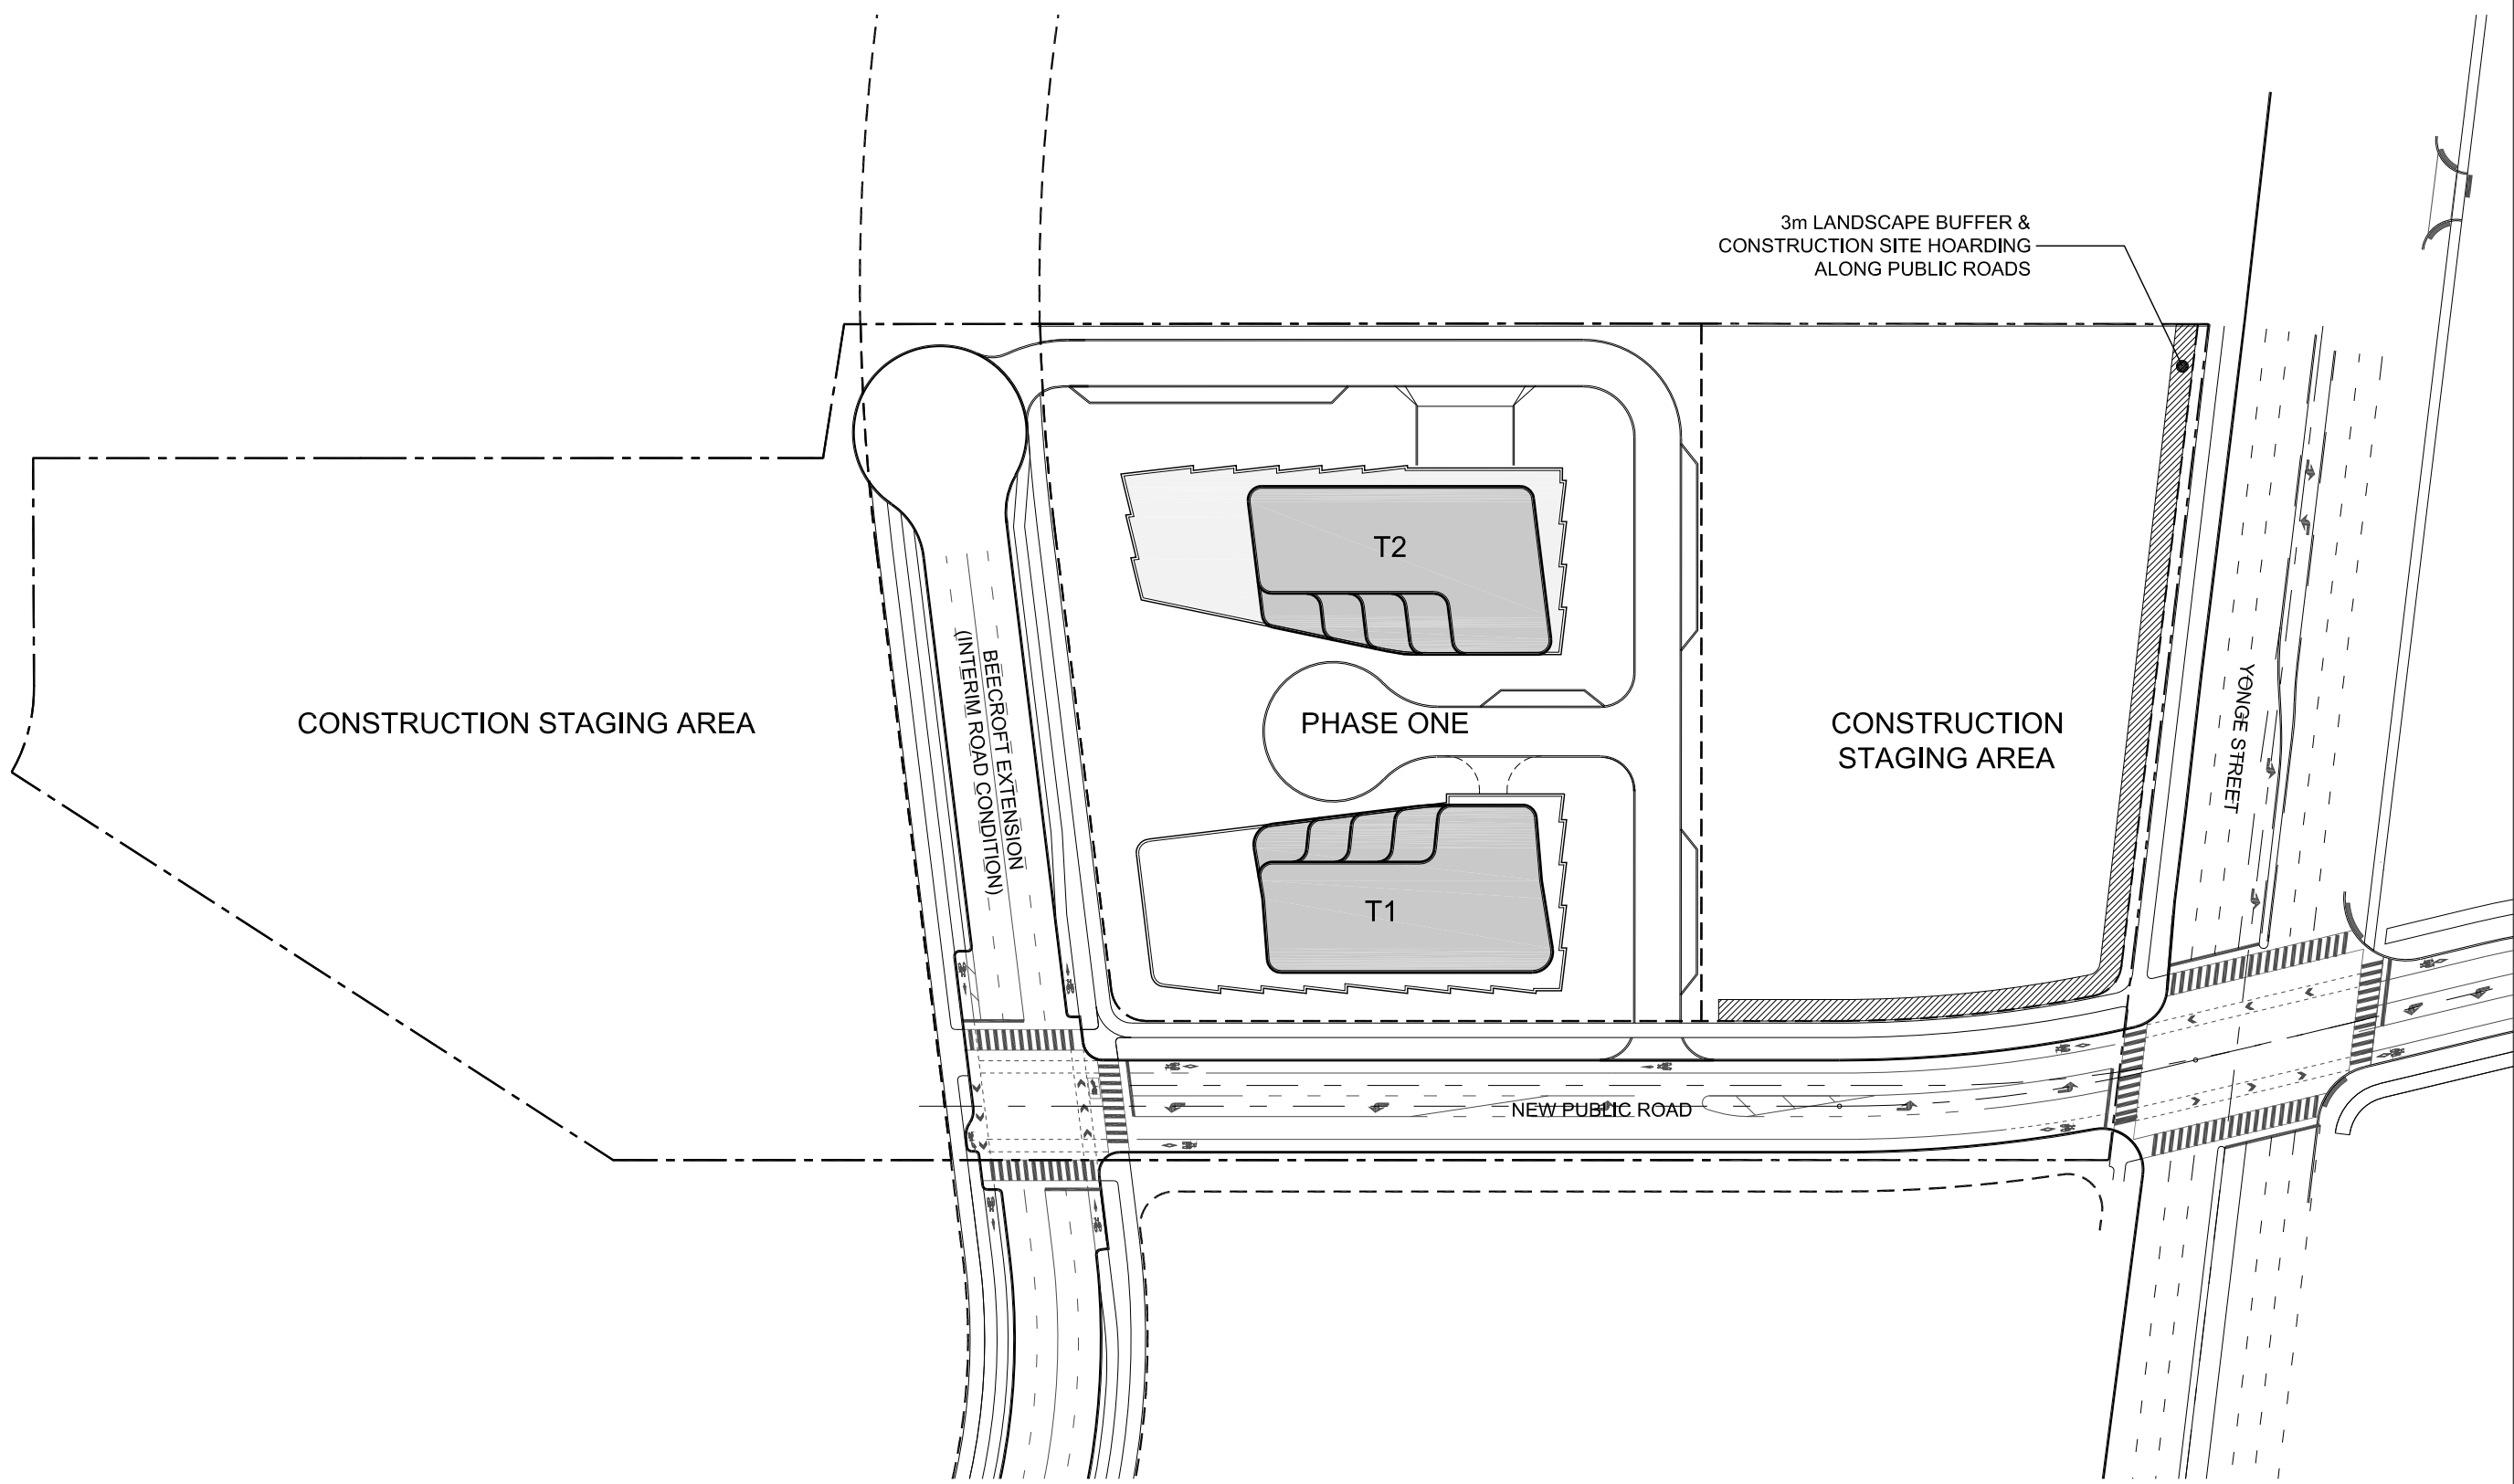 3m LANDSCAPE BUFFER &
CONSTRUCTION SITE HOARDING
ALONG PUBLIC ROADS
T2
BEECROFT EXTENSION
(INTERIM ROAD CONDITION)
CONSTRUCTION STAGING AREA
PHASE ONE
CONSTRUCTION
STAGING AREA
YONGE STREET
T1
NEW PUBLIC ROAD